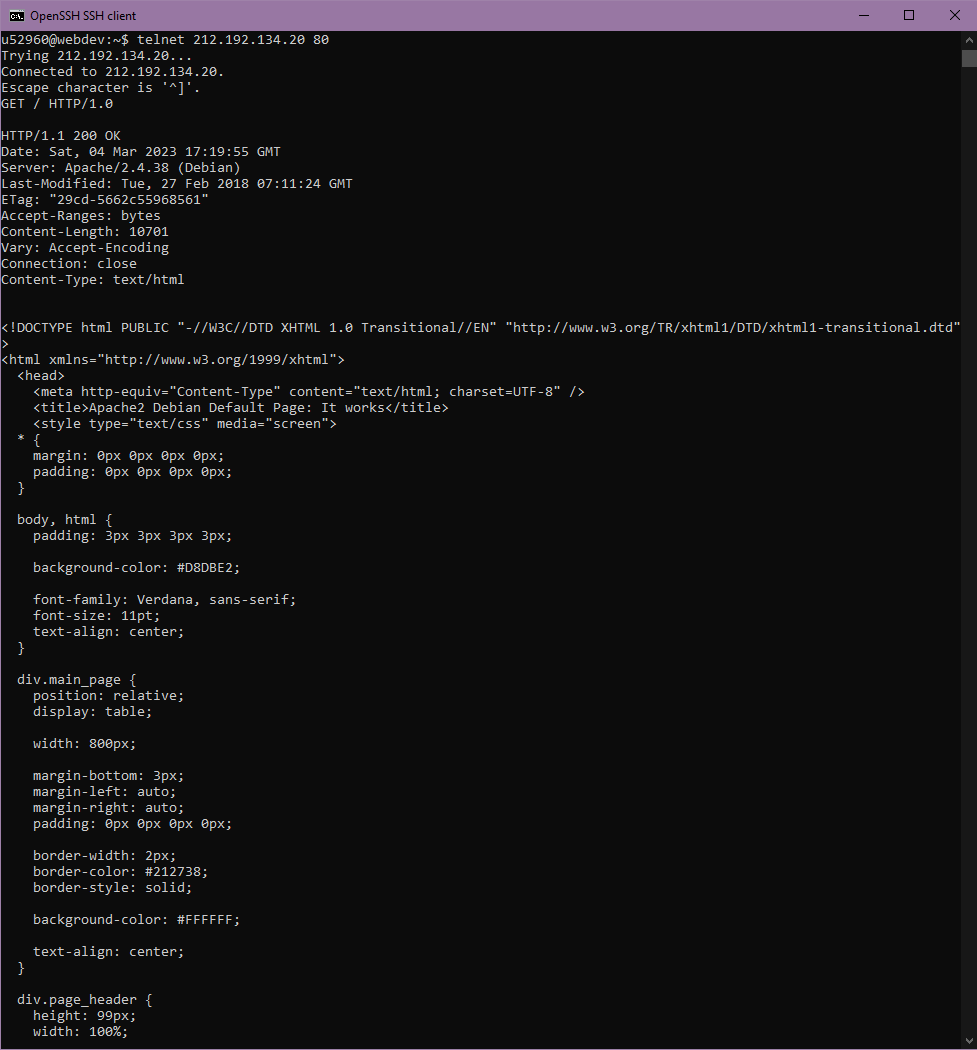 OpenSSH SSH client
u52960@webdev:~$ telnet 212.192.134.20 80
Trying 212.192.134.20...
Connected to 212.192.134.20.
Escape character is '^]'.
GET / HTTP/1.0

HTTP/1.1 200 OK
Date: Sat, 04 Mar 2023 17:19:55 GMT
Server: Apache/2.4.38 (Debian)
Last-Modified: Tue, 27 Feb 2018 07:11:24 GMT
ETag: "29cd-5662c55968561"
Accept-Ranges: bytes
Content-Length: 10701
Vary: Accept-Encoding
Connection: close
Content-Type: text/html


<!DOCTYPE html PUBLIC "-//W3C//DTD XHTML 1.0 Transitional//EN" "http://www.w3.org/TR/xhtml1/DTD/xhtml1-transitional.dtd"
>
<html xmlns="http://www.w3.org/1999/xhtml">
  <head>
    <meta http-equiv="Content-Type" content="text/html; charset=UTF-8" />
    <title>Apache2 Debian Default Page: It works</title>
    <style type="text/css" media="screen">
  * {
    margin: 0px 0px 0px 0px;
    padding: 0px 0px 0px 0px;
  }

  body, html {
    padding: 3px 3px 3px 3px;

    background-color: #D8DBE2;

    font-family: Verdana, sans-serif;
    font-size: 11pt;
    text-align: center;
  }

  div.main_page {
    position: relative;
    display: table;

    width: 800px;

    margin-bottom: 3px;
    margin-left: auto;
    margin-right: auto;
    padding: 0px 0px 0px 0px;

    border-width: 2px;
    border-color: #212738;
    border-style: solid;

    background-color: #FFFFFF;

    text-align: center;
  }

  div.page_header {
    height: 99px;
    width: 100%;